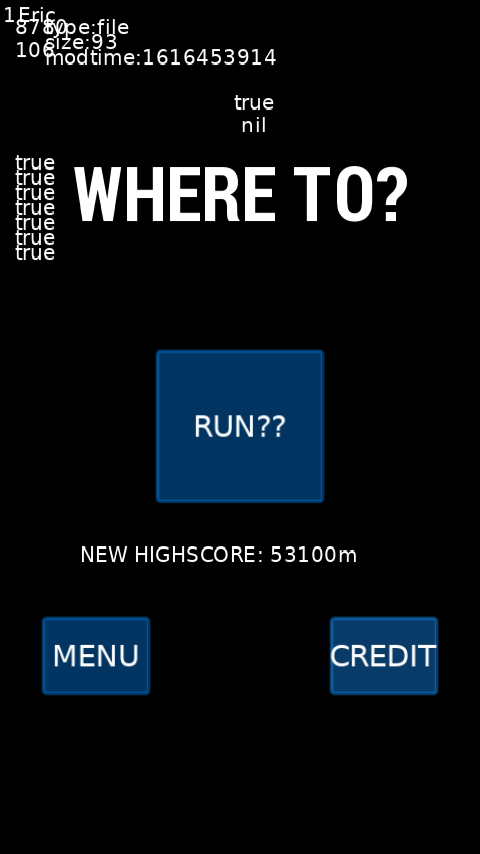 1Eric
type:file
size:93
106
modtime:1616453914
true
nil
true
true
true
true
true
true
true
WHERE TO?
RUN??
NEW HIGHSCORE: 53100m
MENU
CREDIT